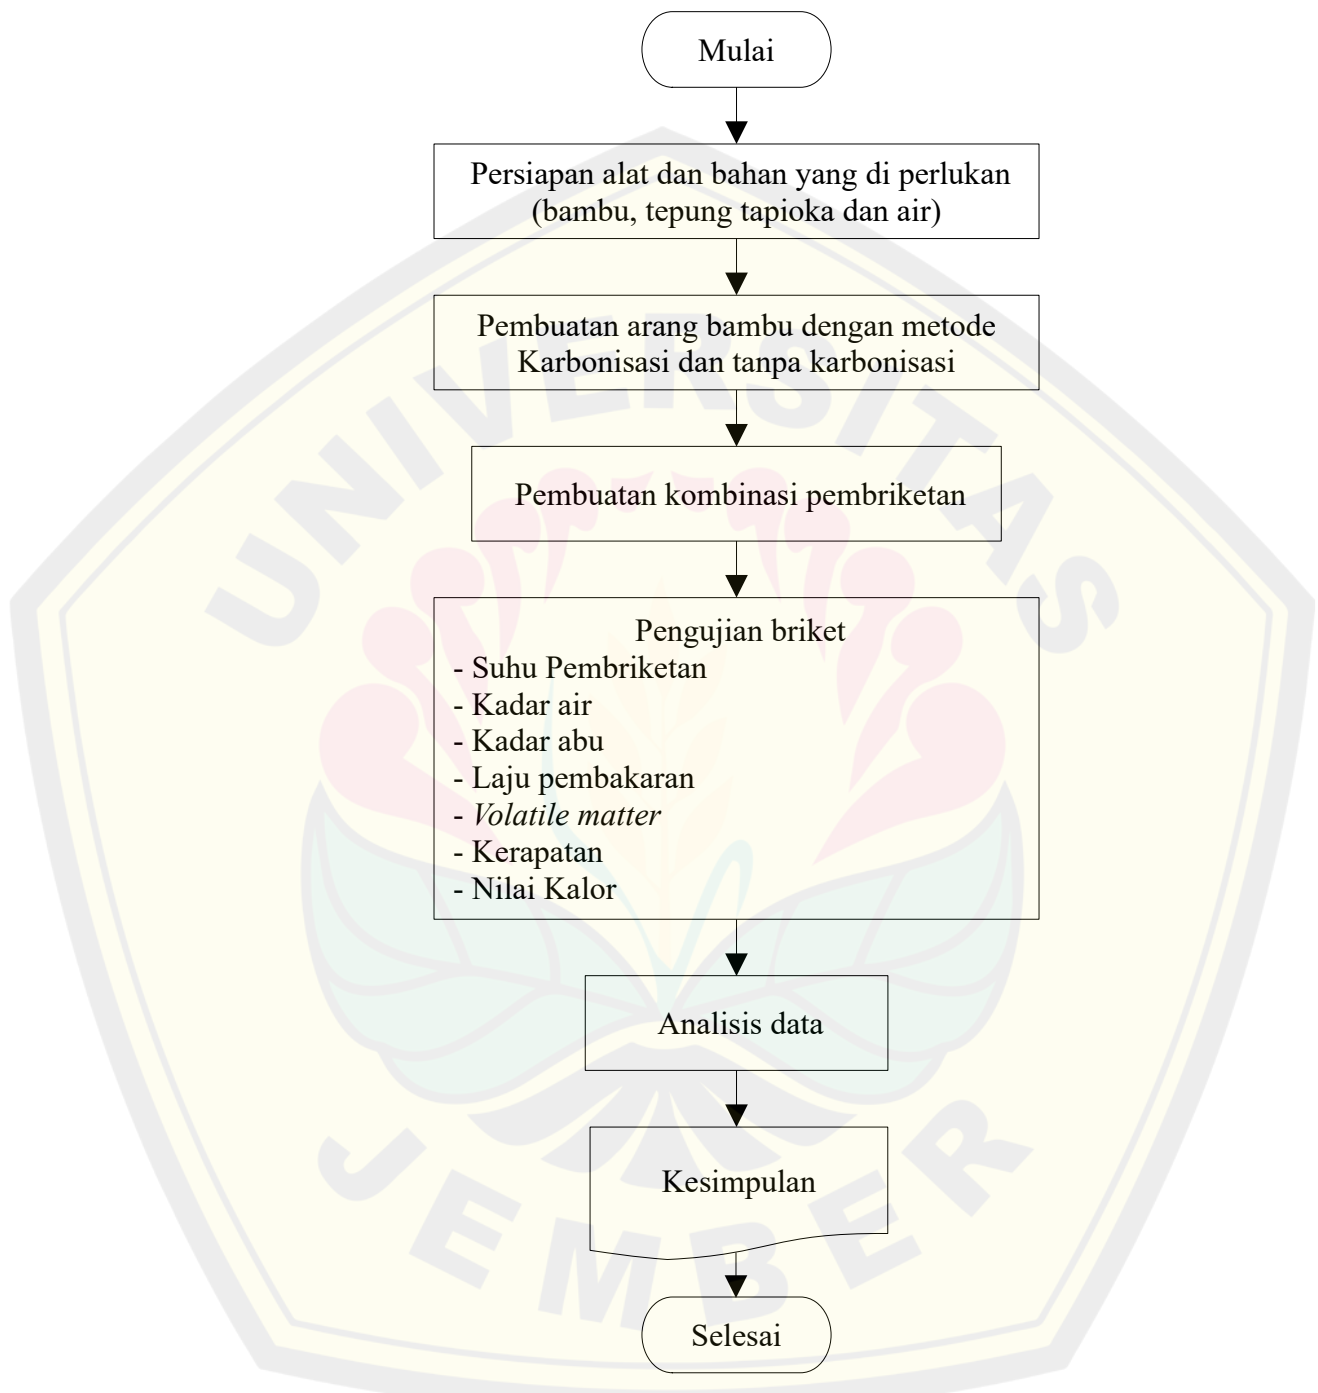 Mulai
Persiapan alat dan bahan yang di perlukan
(bambu, tepung tapioka dan air)
Pembuatan arang bambu dengan metode
Karbonisasi dan tanpa karbonisasi
Pembuatan kombinasi pembriketan
Pengujian briket
- Suhu Pembriketan
- Kadar air
- Kadar abu
- Laju pembakaran
- Volatile matter
- Kerapatan
- Nilai Kalor
Analisis data
Kesimpulan
Selesai
UNIVERSITAS
JEMBER